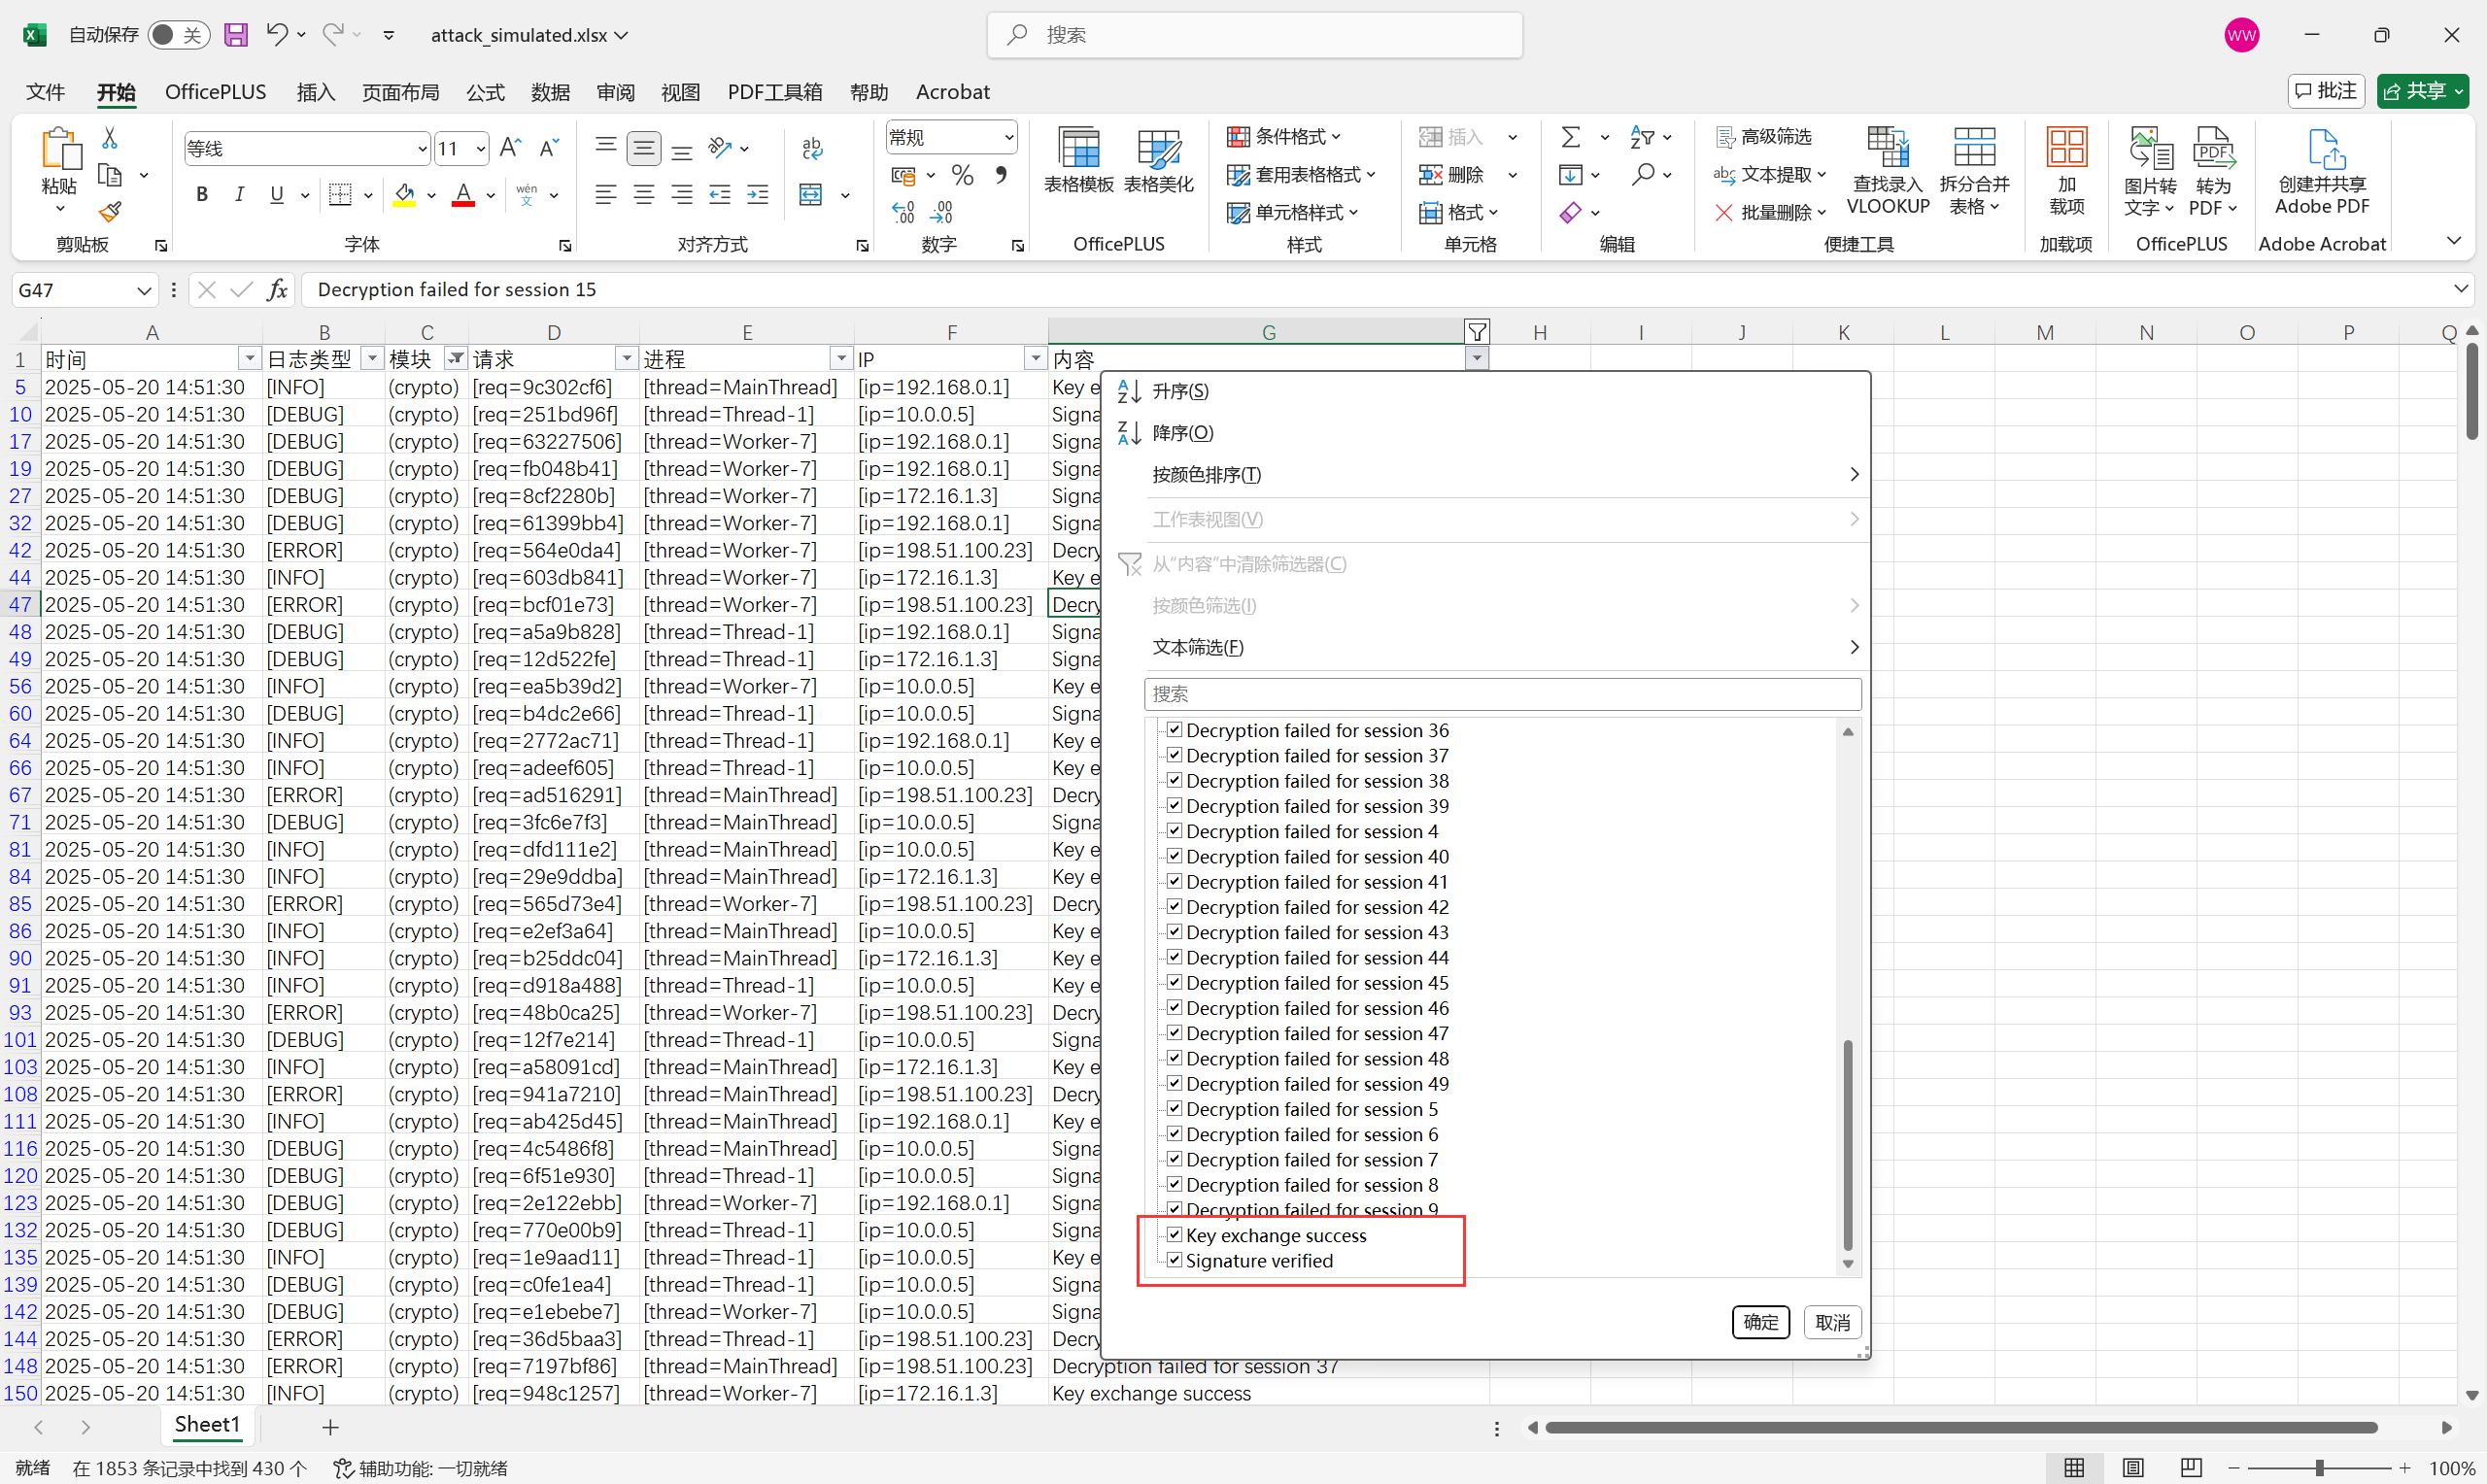 自动保存 关 attack_simulated.xlsx 搜索 WW
文件 开始 OfficePLUS 插入 页面布局 公式 数据 审阅 视图 PDF工具箱 帮助 Acrobat 批注 共享
粘贴 等线 11 常规 条件格式 插入 高级筛选
表格模板 表格美化 套用表格格式 删除 文本提取 查找录入 VLOOKUP 拆分合并 表格 加载项 图片转 文字 转为 PDF 创建并共享 Adobe PDF
B I U wén 文 A % 单元格样式 格式 批量删除
剪贴板 字体 对齐方式 数字 OfficePLUS 样式 单元格 编辑 便捷工具 加载项 OfficePLUS Adobe Acrobat
G47 fx Decryption failed for session 15
A B C D E F G H I J K L M N O P Q
1 时间 日志类型 模块 请求 进程 IP 内容
5 2025-05-20 14:51:30 [INFO] (crypto) [req=9c302cf6] [thread=MainThread] [ip=192.168.0.1] Key e
10 2025-05-20 14:51:30 [DEBUG] (crypto) [req=251bd96f] [thread=Thread-1] [ip=10.0.0.5] Signa
17 2025-05-20 14:51:30 [DEBUG] (crypto) [req=63227506] [thread=Worker-7] [ip=192.168.0.1] Signa
19 2025-05-20 14:51:30 [DEBUG] (crypto) [req=fb048b41] [thread=Worker-7] [ip=192.168.0.1] Signa
27 2025-05-20 14:51:30 [DEBUG] (crypto) [req=8cf2280b] [thread=Worker-7] [ip=172.16.1.3] Signa
32 2025-05-20 14:51:30 [DEBUG] (crypto) [req=61399bb4] [thread=Worker-7] [ip=192.168.0.1] Signa
42 2025-05-20 14:51:30 [ERROR] (crypto) [req=564e0da4] [thread=Worker-7] [ip=198.51.100.23] Decry
44 2025-05-20 14:51:30 [INFO] (crypto) [req=603db841] [thread=Worker-7] [ip=172.16.1.3] Key e
47 2025-05-20 14:51:30 [ERROR] (crypto) [req=bcf01e73] [thread=Worker-7] [ip=198.51.100.23] Decry
48 2025-05-20 14:51:30 [DEBUG] (crypto) [req=a5a9b828] [thread=Thread-1] [ip=192.168.0.1] Signa
49 2025-05-20 14:51:30 [DEBUG] (crypto) [req=12d522fe] [thread=Thread-1] [ip=172.16.1.3] Signa
56 2025-05-20 14:51:30 [INFO] (crypto) [req=ea5b39d2] [thread=Worker-7] [ip=10.0.0.5] Key e
60 2025-05-20 14:51:30 [DEBUG] (crypto) [req=b4dc2e66] [thread=Thread-1] [ip=10.0.0.5] Signa
64 2025-05-20 14:51:30 [INFO] (crypto) [req=2772ac71] [thread=Thread-1] [ip=192.168.0.1] Key e
66 2025-05-20 14:51:30 [INFO] (crypto) [req=adeef605] [thread=Thread-1] [ip=10.0.0.5] Key e
67 2025-05-20 14:51:30 [ERROR] (crypto) [req=ad516291] [thread=MainThread] [ip=198.51.100.23] Decry
71 2025-05-20 14:51:30 [DEBUG] (crypto) [req=3fc6e7f3] [thread=MainThread] [ip=10.0.0.5] Signa
81 2025-05-20 14:51:30 [INFO] (crypto) [req=dfd111e2] [thread=MainThread] [ip=10.0.0.5] Key e
84 2025-05-20 14:51:30 [INFO] (crypto) [req=29e9ddba] [thread=MainThread] [ip=172.16.1.3] Key e
85 2025-05-20 14:51:30 [ERROR] (crypto) [req=565d73e4] [thread=Worker-7] [ip=198.51.100.23] Decry
86 2025-05-20 14:51:30 [INFO] (crypto) [req=e2ef3a64] [thread=MainThread] [ip=10.0.0.5] Key e
90 2025-05-20 14:51:30 [INFO] (crypto) [req=b25ddc04] [thread=MainThread] [ip=172.16.1.3] Key e
91 2025-05-20 14:51:30 [INFO] (crypto) [req=d918a488] [thread=Thread-1] [ip=10.0.0.5] Key e
93 2025-05-20 14:51:30 [ERROR] (crypto) [req=48b0ca25] [thread=Worker-7] [ip=198.51.100.23] Decry
101 2025-05-20 14:51:30 [DEBUG] (crypto) [req=12f7e214] [thread=Thread-1] [ip=10.0.0.5] Signa
103 2025-05-20 14:51:30 [INFO] (crypto) [req=a58091cd] [thread=MainThread] [ip=172.16.1.3] Key e
108 2025-05-20 14:51:30 [ERROR] (crypto) [req=941a7210] [thread=MainThread] [ip=198.51.100.23] Decry
111 2025-05-20 14:51:30 [INFO] (crypto) [req=ab425d45] [thread=MainThread] [ip=192.168.0.1] Key e
116 2025-05-20 14:51:30 [DEBUG] (crypto) [req=4c5486f8] [thread=MainThread] [ip=10.0.0.5] Signa
120 2025-05-20 14:51:30 [DEBUG] (crypto) [req=6f51e930] [thread=Thread-1] [ip=10.0.0.5] Signa
123 2025-05-20 14:51:30 [DEBUG] (crypto) [req=2e122ebb] [thread=Worker-7] [ip=192.168.0.1] Signa
132 2025-05-20 14:51:30 [DEBUG] (crypto) [req=770e00b9] [thread=Thread-1] [ip=10.0.0.5] Signa
135 2025-05-20 14:51:30 [INFO] (crypto) [req=1e9aad11] [thread=Thread-1] [ip=10.0.0.5] Key e
139 2025-05-20 14:51:30 [DEBUG] (crypto) [req=c0fe1ea4] [thread=Thread-1] [ip=10.0.0.5] Signa
142 2025-05-20 14:51:30 [DEBUG] (crypto) [req=e1ebebe7] [thread=Worker-7] [ip=10.0.0.5] Signa
144 2025-05-20 14:51:30 [ERROR] (crypto) [req=36d5baa3] [thread=Thread-1] [ip=198.51.100.23] Decry
148 2025-05-20 14:51:30 [ERROR] (crypto) [req=7197bf86] [thread=MainThread] [ip=198.51.100.23] Decryption failed for session 37
150 2025-05-20 14:51:30 [INFO] (crypto) [req=948c1257] [thread=Worker-7] [ip=172.16.1.3] Key exchange success
升序(S)
降序(O)
按颜色排序(T)
工作表视图(V)
从"内容"中清除筛选器(C)
按颜色筛选(I)
文本筛选(F)
搜索
Decryption failed for session 36
Decryption failed for session 37
Decryption failed for session 38
Decryption failed for session 39
Decryption failed for session 4
Decryption failed for session 40
Decryption failed for session 41
Decryption failed for session 42
Decryption failed for session 43
Decryption failed for session 44
Decryption failed for session 45
Decryption failed for session 46
Decryption failed for session 47
Decryption failed for session 48
Decryption failed for session 49
Decryption failed for session 5
Decryption failed for session 6
Decryption failed for session 7
Decryption failed for session 8
Decryption failed for session 9
Key exchange success
Signature verified
确定 取消
Sheet1
就绪 在 1853 条记录中找到 430 个 辅助功能: 一切就绪 100%